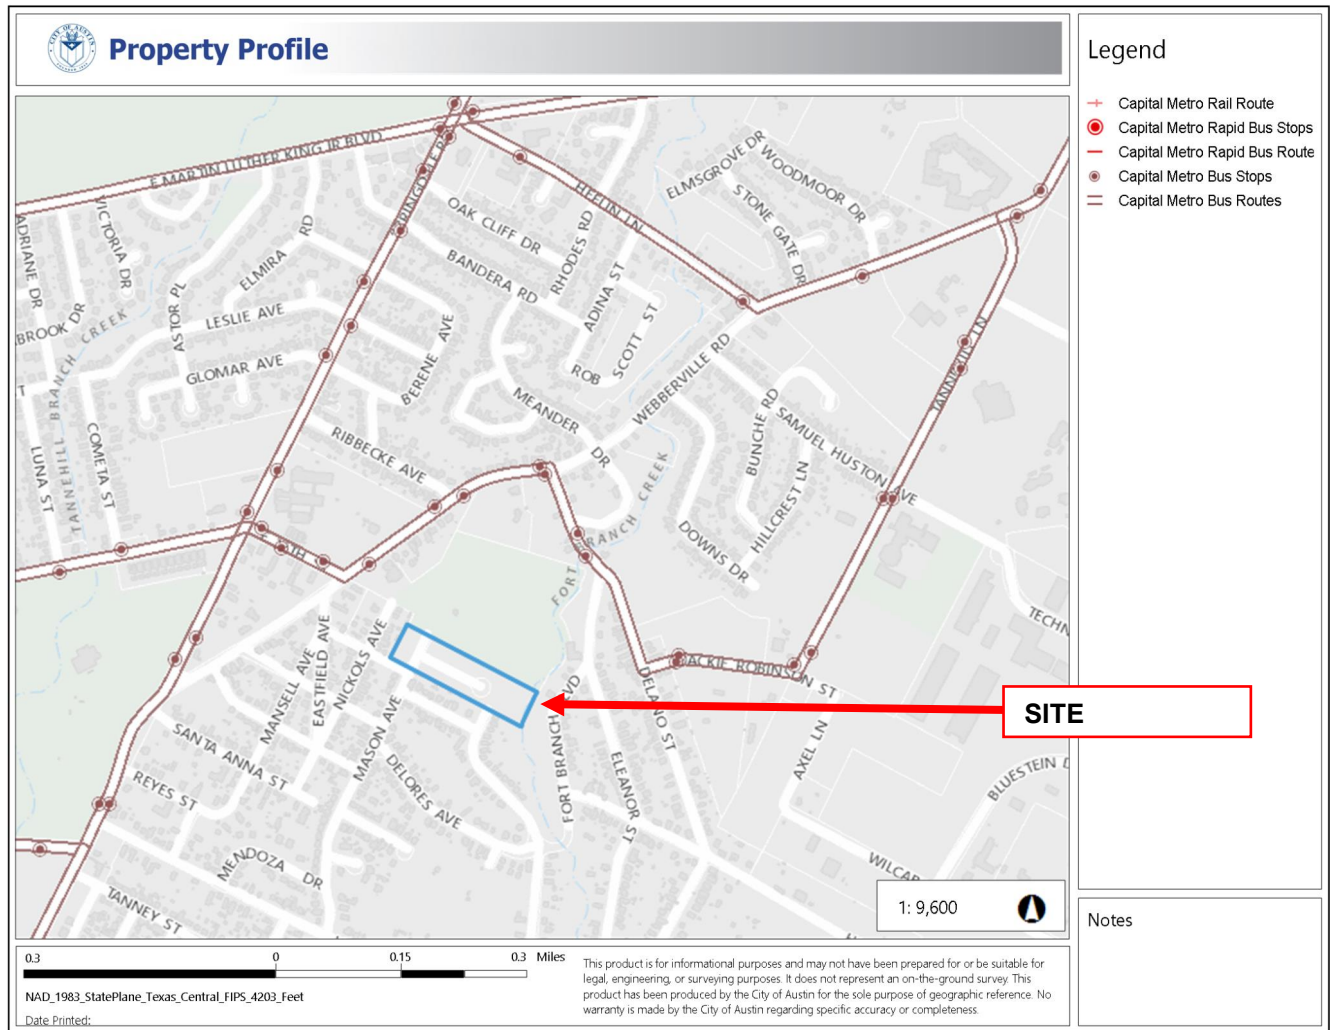 CITY OF AUSTIN
Property Profile
Legend
Capital Metro Rail Route
Capital Metro Rapid Bus Stops
Capital Metro Rapid Bus Route
Capital Metro Bus Stops
Capital Metro Bus Routes
E MARTIN LUTHER KING JR BLVD
SPRINGDALE RD
HEFLIN LN
ELMSGROVE DR
WOODMOOR DR
STONE GATE DR
VICTORIA DR
ADRIANE DR
ELMIRA RD
OAK CLIFF DR
RHODES RD
BANDERA RD
ADINA ST
ASTOR PL
LESLIE AVE
BROOK DR
GLOMAR AVE
BERENE AVE
ROB SCOTT ST
WEBBERVILLE RD
TANNEHILL LN
TANNEHILL BRANCH CREEK
MEANDER DR
BUNCHE RD
SAMUEL HUSTON AVE
LUNA ST
COMETA ST
RIBBECKE AVE
HILLCREST LN
DOWNS DR
FORT BRANCH CREEK
TECHN
EASTFIELD AVE
NICKOLS AVE
MANSELL AVE
MASON AVE
JACKIE ROBINSON ST
DELANO ST
FORT BRANCH BLVD
ELEANOR ST
AXEL LN
BLUESTEIN D
SANTA ANNA ST
REYES ST
DELORES AVE
MENDOZA DR
TANNEY ST
WILCAP
SITE
1: 9,600
Notes
0.3 0 0.15 0.3 Miles
NAD_1983_StatePlane_Texas_Central_FIPS_4203_Feet
Date Printed:
This product is for informational purposes and may not have been prepared for or be suitable for
legal, engineering, or surveying purposes. It does not represent an on-the-ground survey. This
product has been produced by the City of Austin for the sole purpose of geographic reference. No
warranty is made by the City of Austin regarding specific accuracy or completeness.